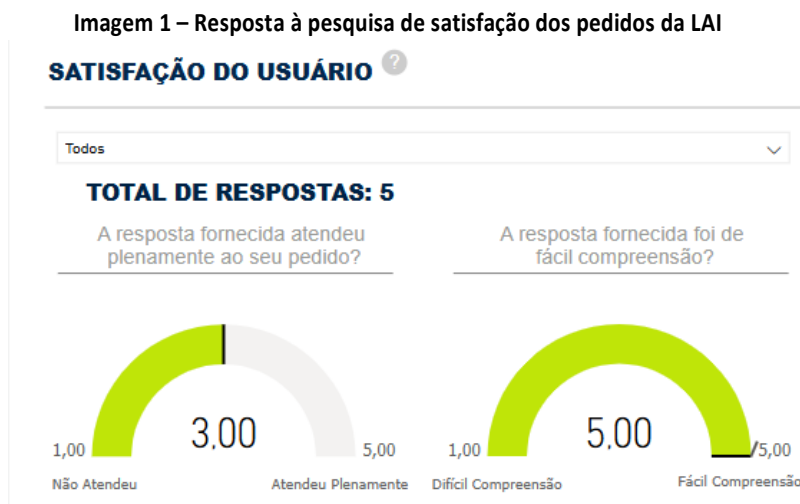 Imagem 1 – Resposta à pesquisa de satisfação dos pedidos da LAI
SATISFAÇÃO DO USUÁRIO ?
Todos
TOTAL DE RESPOSTAS: 5
A resposta fornecida atendeu
plenamente ao seu pedido?
1,00
3,00
5,00
Não Atendeu
Atendeu Plenamente
A resposta fornecida foi de
fácil compreensão?
1,00
5,00
/5,00
Difícil Compreensão
Fácil Compreensão